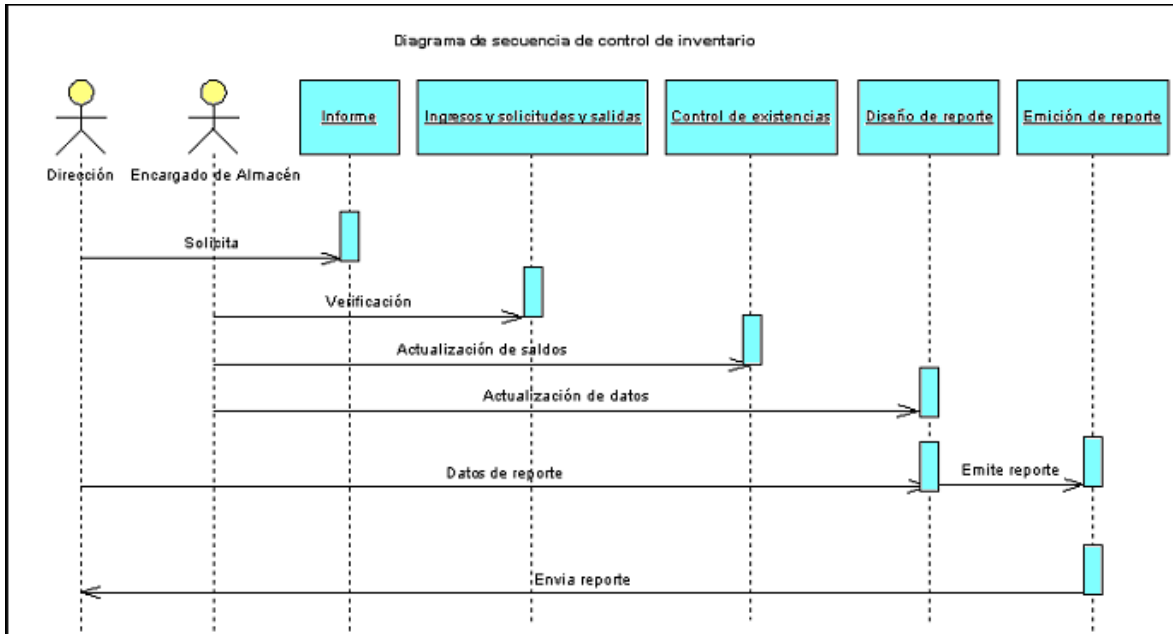 Diagrama de secuencia de control de inventario
Informe
Ingresos y solicitudes y salidas
Control de existencias
Diseño de reporte
Emición de reporte
Dirección
Encargado de Almacén
Solicita
Verificación
Actualización de saldos
Actualización de datos
Datos de reporte
Emite reporte
Envia reporte